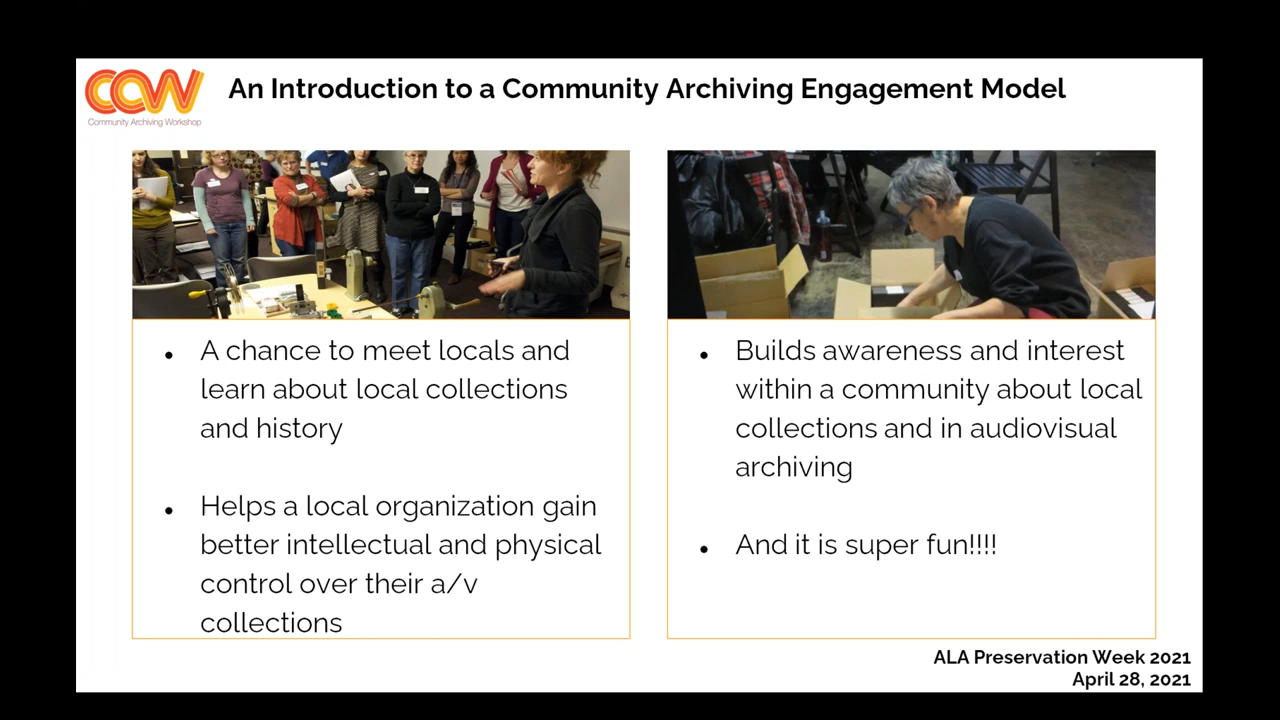 CAW
Community Archiving Workshop
An Introduction to a Community Archiving Engagement Model
• A chance to meet locals and
learn about local collections
and history
• Helps a local organization gain
better intellectual and physical
control over their a/v
collections
• Builds awareness and interest
within a community about local
collections and in audiovisual
archiving
• And it is super fun!!!!
ALA Preservation Week 2021
April 28, 2021